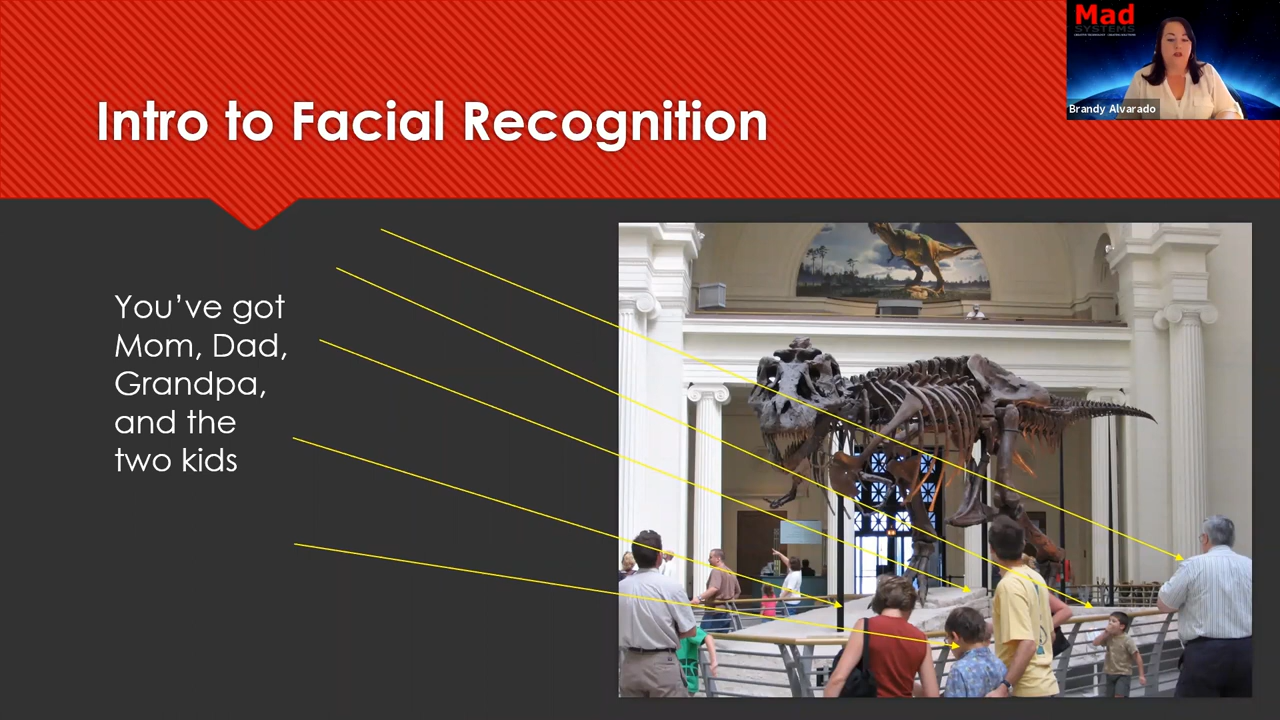 Mad
SYSTEMS
Brandy Alvarado
Intro to Facial Recognition
You’ve got
Mom, Dad,
Grandpa,
and the
two kids